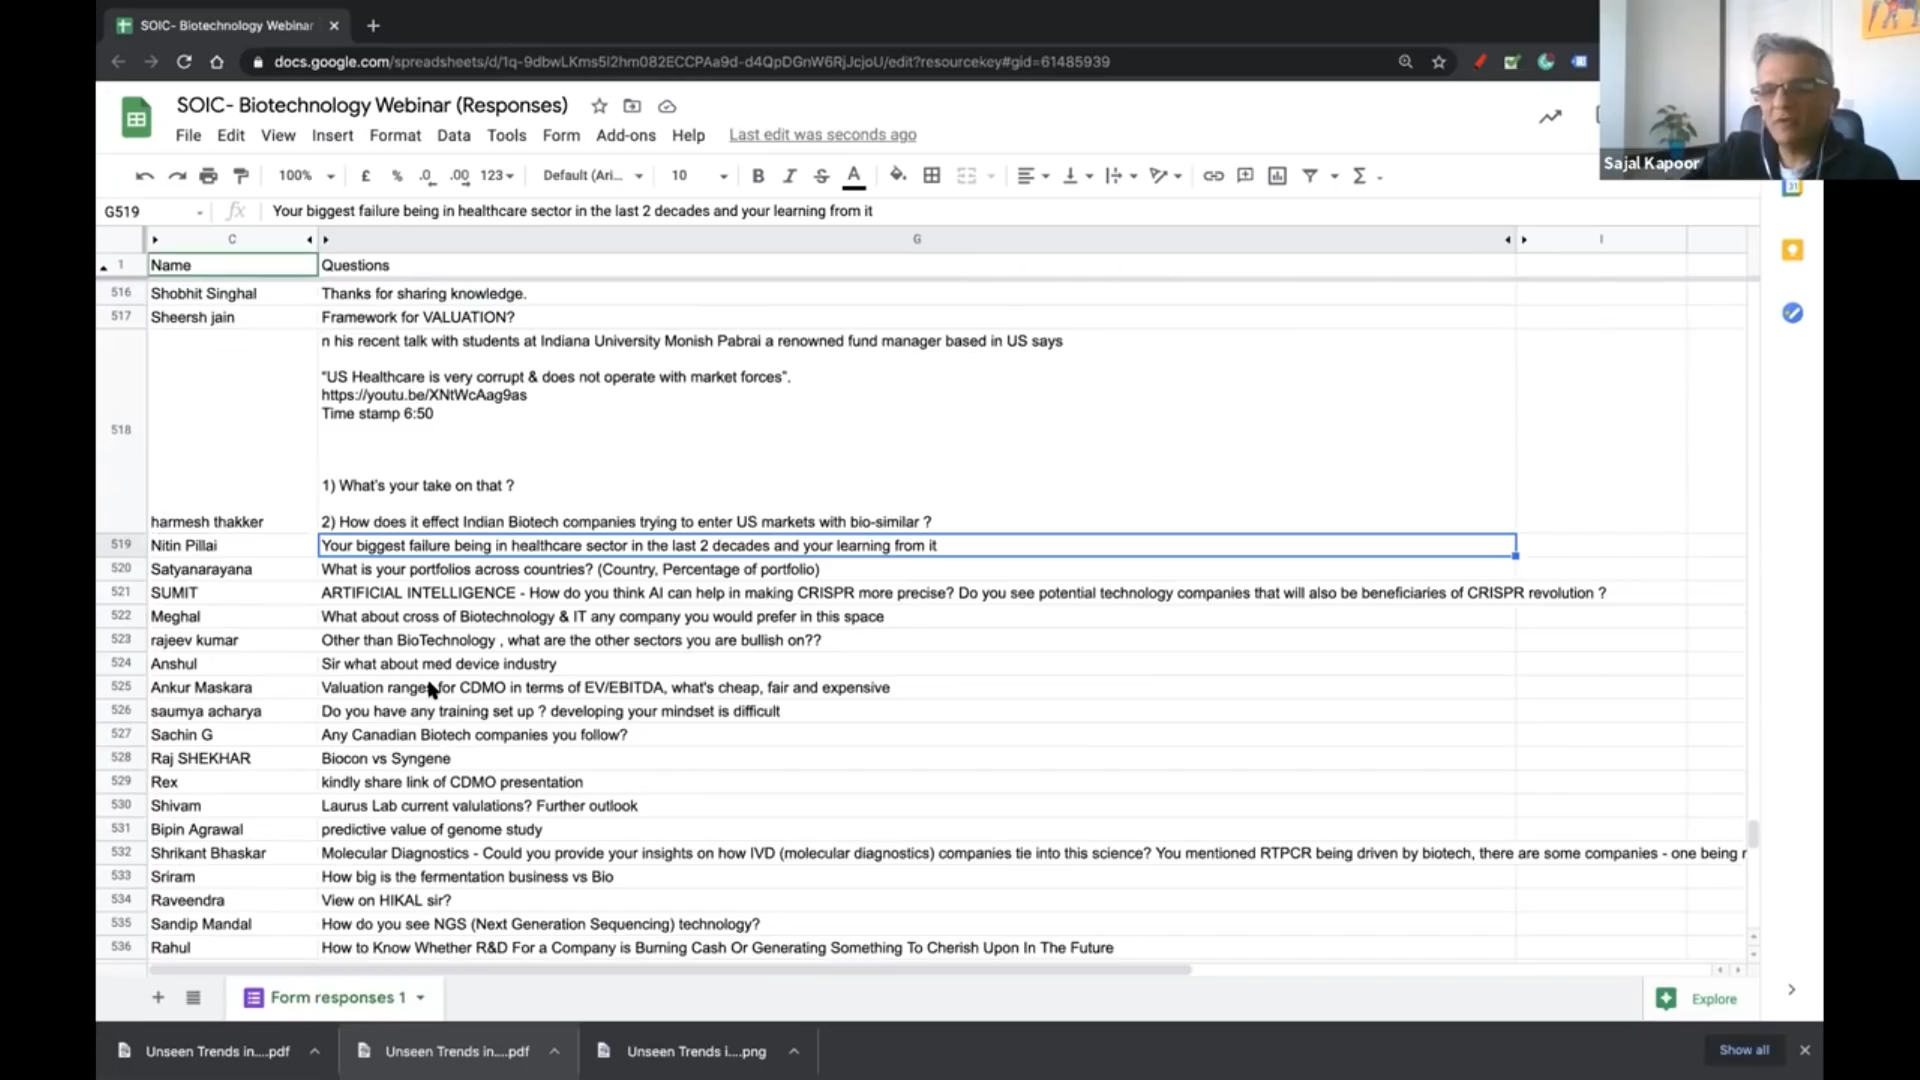 SOIC- Biotechnology Webinar
docs.google.com/spreadsheets/d/1q-9dbwLKms5l2hm082ECCPAa9d-d4QpDGnW6RjJcjoU/edit?resourcekey#gid=61485939
Sajal Kapoor
SOIC- Biotechnology Webinar (Responses)
File Edit View Insert Format Data Tools Form Add-ons Help Last edit was seconds ago
100% £ % .0 .00 123 Default (Ari... 10 B I S A Σ
31
G519 fx Your biggest failure being in healthcare sector in the last 2 decades and your learning from it
C G I
1 Name Questions
516 Shobhit Singhal Thanks for sharing knowledge.
517 Sheersh jain Framework for VALUATION?
n his recent talk with students at Indiana University Monish Pabrai a renowned fund manager based in US says
"US Healthcare is very corrupt & does not operate with market forces".
https://youtu.be/XNtWcAag9as
Time stamp 6:50
518
1) What's your take on that ?
harmesh thakker 2) How does it effect Indian Biotech companies trying to enter US markets with bio-similar ?
519 Nitin Pillai Your biggest failure being in healthcare sector in the last 2 decades and your learning from it
520 Satyanarayana What is your portfolios across countries? (Country, Percentage of portfolio)
521 SUMIT ARTIFICIAL INTELLIGENCE - How do you think AI can help in making CRISPR more precise? Do you see potential technology companies that will also be beneficiaries of CRISPR revolution ?
522 Meghal What about cross of Biotechnology & IT any company you would prefer in this space
523 rajeev kumar Other than BioTechnology , what are the other sectors you are bullish on??
524 Anshul Sir what about med device industry
525 Ankur Maskara Valuation ranges for CDMO in terms of EV/EBITDA, what's cheap, fair and expensive
526 saumya acharya Do you have any training set up ? developing your mindset is difficult
527 Sachin G Any Canadian Biotech companies you follow?
528 Raj SHEKHAR Biocon vs Syngene
529 Rex kindly share link of CDMO presentation
530 Shivam Laurus Lab current valulations? Further outlook
531 Bipin Agrawal predictive value of genome study
532 Shrikant Bhaskar Molecular Diagnostics - Could you provide your insights on how IVD (molecular diagnostics) companies tie into this science? You mentioned RTPCR being driven by biotech, there are some companies - one being r
533 Sriram How big is the fermentation business vs Bio
534 Raveendra View on HIKAL sir?
535 Sandip Mandal How do you see NGS (Next Generation Sequencing) technology?
536 Rahul How to Know Whether R&D For a Company is Burning Cash Or Generating Something To Cherish Upon In The Future
Form responses 1 Explore
Unseen Trends in....pdf Unseen Trends in....pdf Unseen Trends i....png Show all